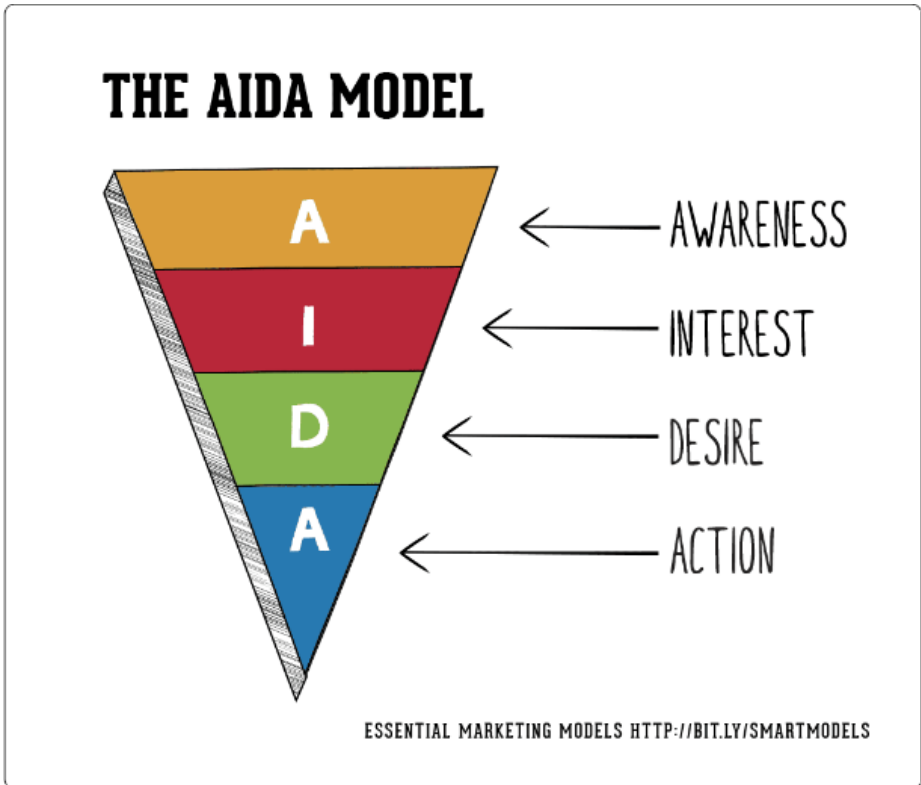 THE AIDA MODEL
A
AWARENESS
I
INTEREST
D
DESIRE
A
ACTION
ESSENTIAL MARKETING MODELS HTTP://BIT.LY/SMARTMODELS